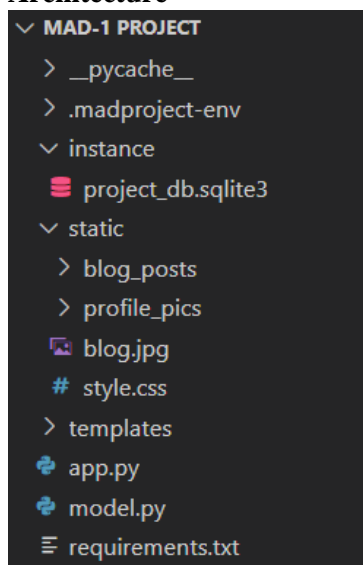 Architecture
MAD-1 PROJECT
__pycache__
.madproject-env
instance
project_db.sqlite3
static
blog_posts
profile_pics
blog.jpg
# style.css
templates
app.py
model.py
requirements.txt